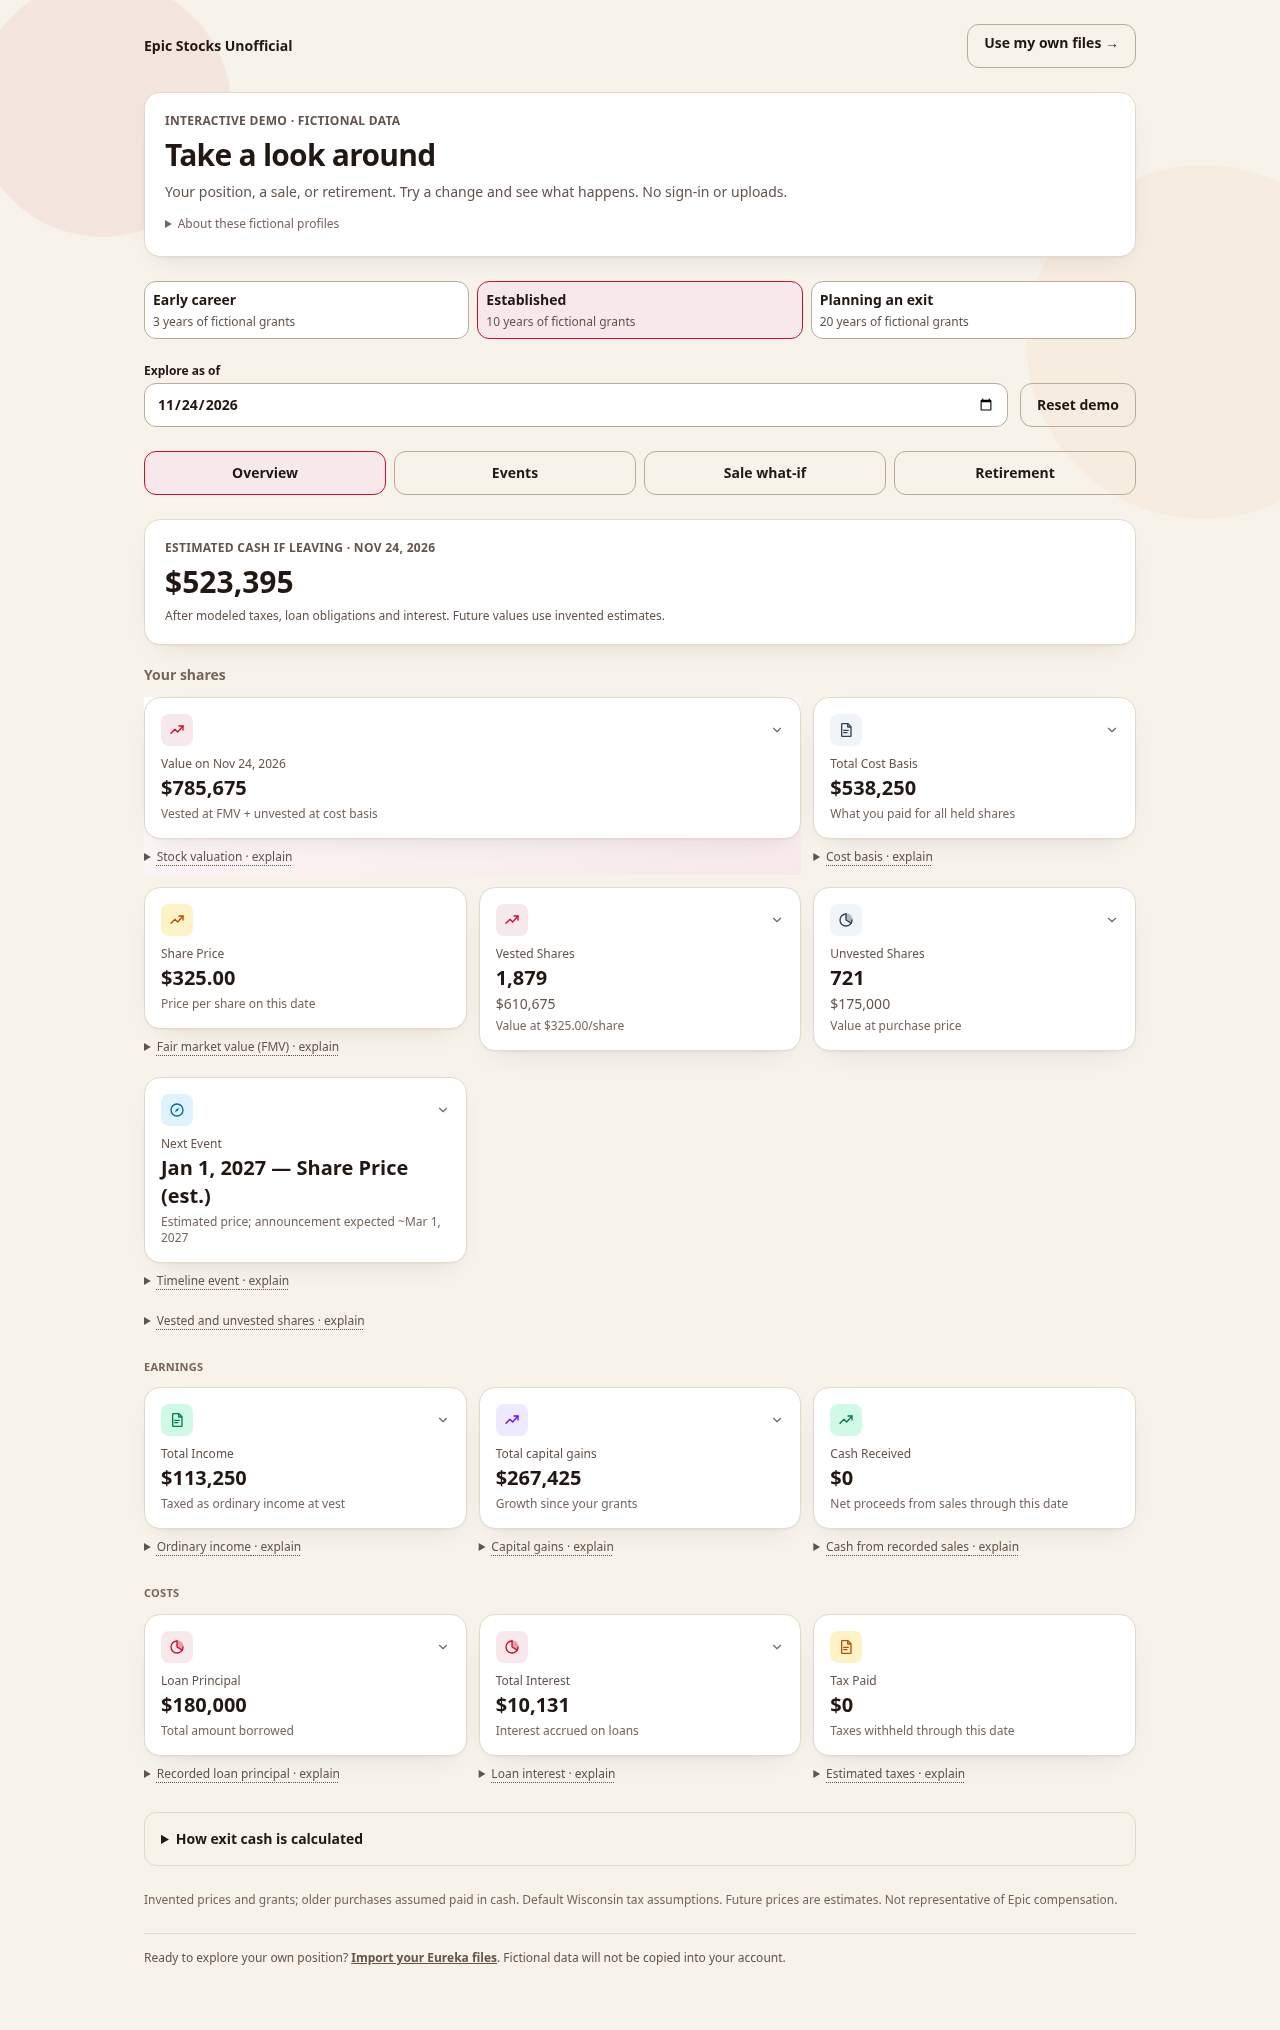 Epic Stocks Unofficial
Use my own files →
INTERACTIVE DEMO · FICTIONAL DATA
Take a look around
Your position, a sale, or retirement. Try a change and see what happens. No sign-in or uploads.
About these fictional profiles
Early career
3 years of fictional grants
Established
10 years of fictional grants
Planning an exit
20 years of fictional grants
Explore as of
11/24/2026
Reset demo
Overview
Events
Sale what-if
Retirement
ESTIMATED CASH IF LEAVING · NOV 24, 2026
$523,395
After modeled taxes, loan obligations and interest. Future values use invented estimates.
Your shares
Value on Nov 24, 2026
$785,675
Vested at FMV + unvested at cost basis
Stock valuation · explain
Total Cost Basis
$538,250
What you paid for all held shares
Cost basis · explain
Share Price
$325.00
Price per share on this date
Fair market value (FMV) · explain
Vested Shares
1,879
$610,675
Value at $325.00/share
Unvested Shares
721
$175,000
Value at purchase price
Next Event
Jan 1, 2027 — Share Price
(est.)
Estimated price; announcement expected ~Mar 1,
2027
Timeline event · explain
Vested and unvested shares · explain
EARNINGS
Total Income
$113,250
Taxed as ordinary income at vest
Ordinary income · explain
Total capital gains
$267,425
Growth since your grants
Capital gains · explain
Cash Received
$0
Net proceeds from sales through this date
Cash from recorded sales · explain
COSTS
Loan Principal
$180,000
Total amount borrowed
Recorded loan principal · explain
Total Interest
$10,131
Interest accrued on loans
Loan interest · explain
Tax Paid
$0
Taxes withheld through this date
Estimated taxes · explain
How exit cash is calculated
Invented prices and grants; older purchases assumed paid in cash. Default Wisconsin tax assumptions. Future prices are estimates. Not representative of Epic compensation.
Ready to explore your own position? Import your Eureka files. Fictional data will not be copied into your account.